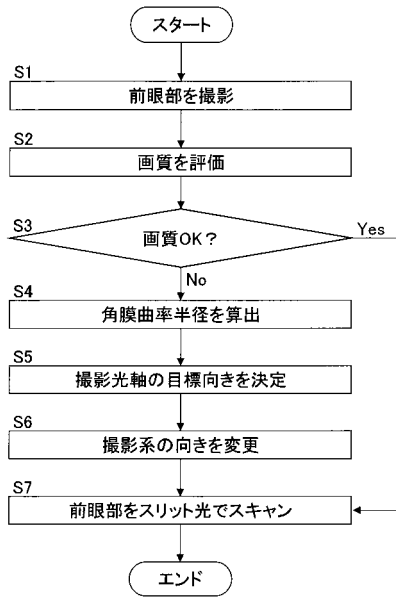 スタート
S1
前眼部を撮影
S2
画質を評価
S3
画質OK？
Yes
No
S4
角膜曲率半径を算出
S5
撮影光軸の目標向きを決定
S6
撮影系の向きを変更
S7
前眼部をスリット光でスキャン
エンド